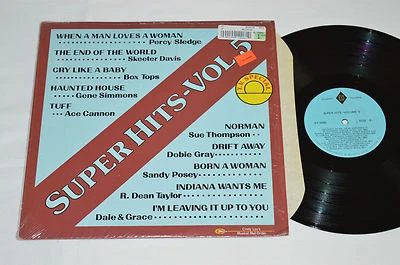 WHEN A MAN LOVES A WOMAN
Percy Sledge
THE END OF THE WORLD
Skeeter Davis
CRY LIKE A BABY
Box Tops
HAUNTED HOUSE
Gene Simmons
TUFF
Ace Cannon
SUPER HITS-VOL 5
T.V. SPECIAL
NORMAN
Sue Thompson
DRIFT AWAY
Dobie Gray
BORN A WOMAN
Sandy Posey
INDIANA WANTS ME
R. Dean Taylor
I'M LEAVING IT UP TO YOU
Dale & Grace